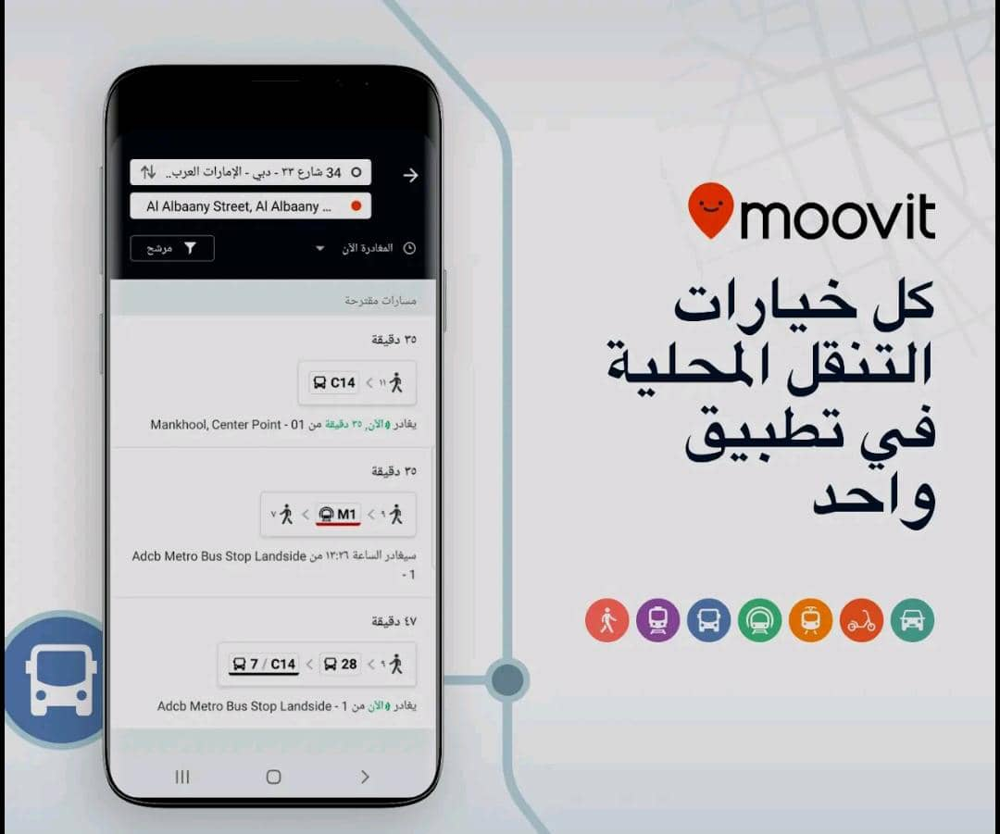 34 شارع ٣٣ - دبي - الإمارات العرب..
Al Albaany Street, Al Albaany ...
المغادرة الآن
مرشح
مسارات مقترحة
٣٥ دقيقة
١١ > C14
يغادر الآن, ٣٥ دقيقة من Mankhool, Center Point - 01
٣٥ دقيقة
٩ > M1 > ٧
سيغادر الساعة ١٣:٢٦ من Adcb Metro Bus Stop Landside
- 1
٤٧ دقيقة
٩ > 28 > 7 / C14
يغادر الآن من Adcb Metro Bus Stop Landside - 1
moovit
كل خيارات
التنقل المحلية
في تطبيق
واحد